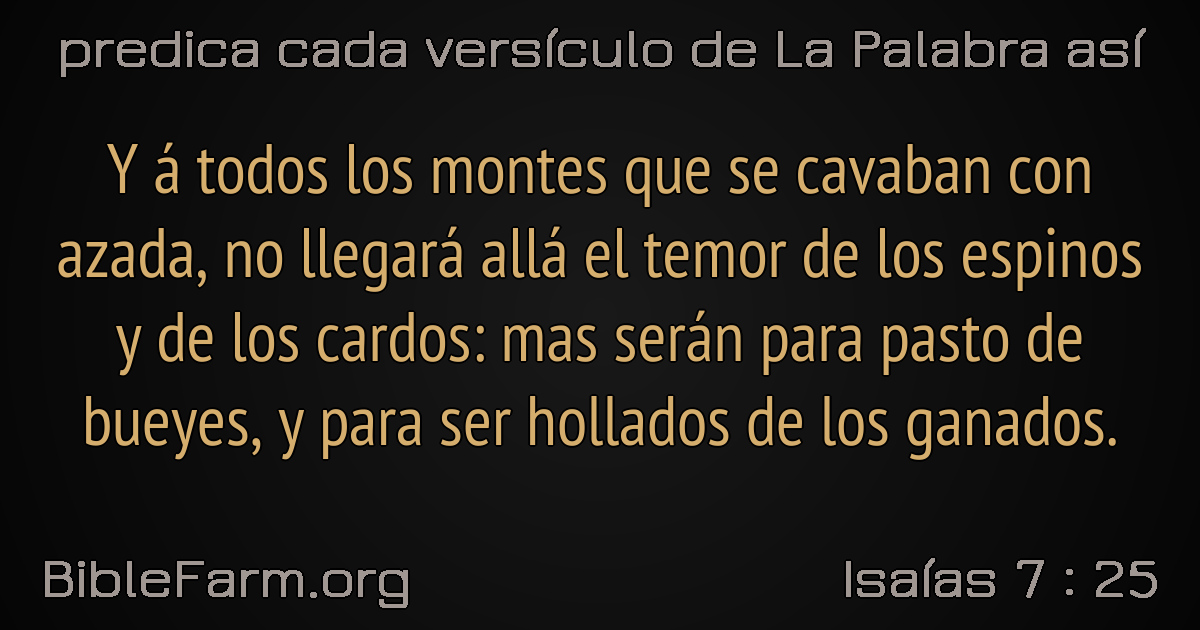 predica cada versículo de La Palabra así
Y á todos los montes que se cavaban con
azada, no llegará allá el temor de los espinos
y de los cardos: mas serán para pasto de
bueyes, y para ser hollados de los ganados.
BibleFarm.org
Isaías 7 : 25